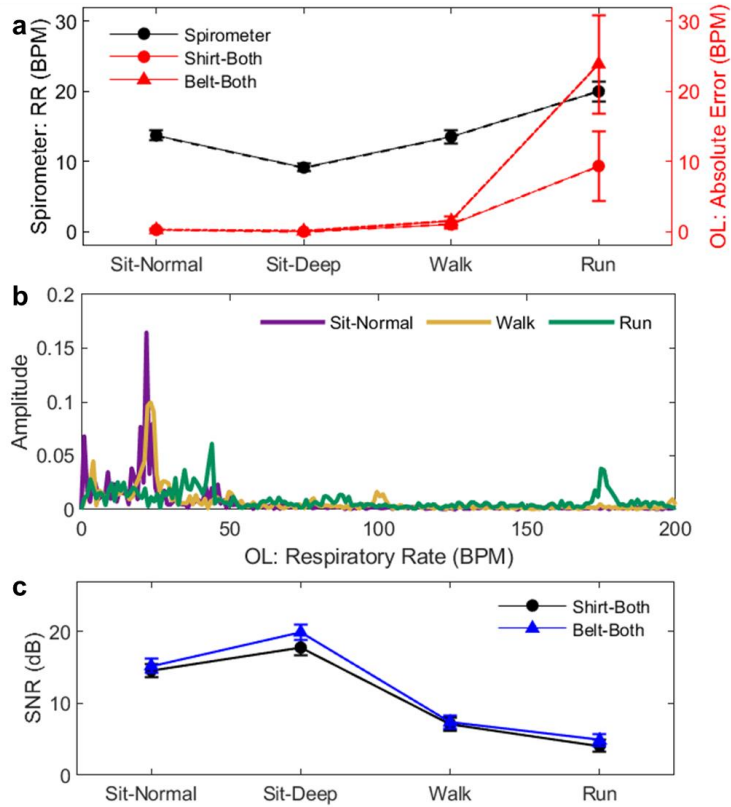 a
Spirometer: RR (BPM)
30
20
10
0
Spirometer
Shirt-Both
Belt-Both
30
20
10
0
OL: Absolute Error (BPM)
Sit-Normal Sit-Deep Walk Run
b
Amplitude
0.2
0.15
0.1
0.05
0
Sit-Normal Walk Run
0 50 100 150 200
OL: Respiratory Rate (BPM)
c
SNR (dB)
20
10
0
Shirt-Both
Belt-Both
Sit-Normal Sit-Deep Walk Run